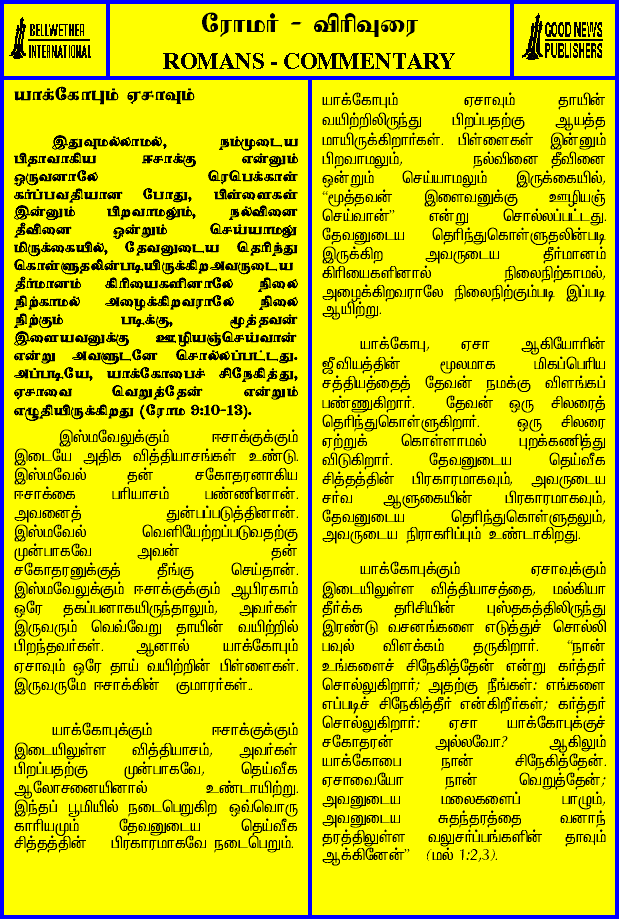 BELLWETHER
INTERNATIONAL
ரோமர் - விரிவுரை
ROMANS - COMMENTARY
GOOD NEWS
PUBLISHERS
யாக்கோபும் ஏசாவும்
இதுவுமல்லாமல், நம்முடைய
பிதாவாகிய ஈசாக்கு என்னும்
ஒருவனாலே ரெபெக்காள்
கர்ப்பவதியான போது, பிள்ளைகள்
இன்னும் பிறவாமலும், நல்வினை
தீவினை ஒன்றும் செய்யாமலு
மிருக்கையில், தேவனுடைய தெரிந்து
கொள்ளுதலின்படியிருக்கிறஅவருடைய
தீர்மானம் கிரியைகளினாலே நிலை
நிற்காமல் அழைக்கிறவராலே நிலை
நிற்கும் படிக்கு, மூத்தவன்
இளையவனுக்கு ஊழியஞ்செய்வான்
என்று அவளுடனே சொல்லப்பட்டது.
அப்படியே, யாக்கோபைச் சிநேகித்து,
ஏசாவை வெறுத்தேன் என்றும்
எழுதியிருக்கிறது (ரோம 9:10-13).
இஸ்மவேலுக்கும் ஈசாக்குக்கும்
இடையே அதிக வித்தியாசங்கள் உண்டு.
இஸ்மவேல் தன் சகோதரனாகிய
ஈசாக்கை பரியாசம் பண்ணினான்.
அவனைத் துன்பப்படுத்தினான்.
இஸ்மவேல் வெளியேற்றப்படுவதற்கு
முன்பாகவே அவன் தன்
சகோதரனுக்குத் தீங்கு செய்தான்.
இஸ்மவேலுக்கும் ஈசாக்குக்கும் ஆபிரகாம்
ஒரே தகப்பனாகயிருந்தாலும், அவர்கள்
இருவரும் வெவ்வேறு தாயின் வயிற்றில்
பிறந்தவர்கள். ஆனால் யாக்கோபும்
ஏசாவும் ஒரே தாய் வயிற்றின் பிள்ளைகள்.
இருவருமே ஈசாக்கின் குமாரர்கள்..
யாக்கோபுக்கும் ஈசாக்குக்கும்
இடையிலுள்ள வித்தியாசம், அவர்கள்
பிறப்பதற்கு முன்பாகவே, தெய்வீக
ஆலோசனையினால் உண்டாயிற்று.
இந்தப் பூமியில் நடைபெறுகிற ஒவ்வொரு
காரியமும் தேவனுடைய தெய்வீக
சித்தத்தின் பிரகாரமாகவே நடைபெறும்.
யாக்கோபும் ஏசாவும் தாயின்
வயிற்றிலிருந்து பிறப்பதற்கு ஆயத்த
மாயிருக்கிறார்கள். பிள்ளைகள் இன்னும்
பிறவாமலும், நல்வினை தீவினை
ஒன்றும் செய்யாமலும் இருக்கையில்,
“மூத்தவன் இளைவனுக்கு ஊழியஞ்
செய்வான்” என்று சொல்லப்பட்டது.
தேவனுடைய தெரிந்துகொள்ளுதலின்படி
இருக்கிற அவருடைய தீர்மானம்
கிரியைகளினால் நிலைநிற்காமல்,
அழைக்கிறவராலே நிலைநிற்கும்படி இப்படி
ஆயிற்று.
யாக்கோபு, ஏசா ஆகியோரின்
ஜீவியத்தின் மூலமாக மிகப்பெரிய
சத்தியத்தைத் தேவன் நமக்கு விளங்கப்
பண்ணுகிறார். தேவன் ஒரு சிலரைத்
தெரிந்துகொள்ளுகிறார். ஒரு சிலரை
ஏற்றுக் கொள்ளாமல் புறக்கணித்து
விடுகிறார். தேவனுடைய தெய்வீக
சித்தத்தின் பிரகாரமாகவும், அவருடைய
சர்வ ஆளுகையின் பிரகாரமாகவும்,
தேவனுடைய தெரிந்துகொள்ளுதலும்,
அவருடைய நிராகரிப்பும் உண்டாகிறது.
யாக்கோபுக்கும் ஏசாவுக்கும்
இடையிலுள்ள வித்தியாசத்தை, மல்கியா
தீர்க்க தரிசியின் புஸ்தகத்திலிருந்து
இரண்டு வசனங்களை எடுத்துச் சொல்லி
பவுல் விளக்கம் தருகிறார். “நான்
உங்களைச் சிநேகித்தேன் என்று கர்த்தர்
சொல்லுகிறார்; அதற்கு நீங்கள்: எங்களை
எப்படிச் சிநேகித்தீர் என்கிறீர்கள்; கர்த்தர்
சொல்லுகிறார்: ஏசா யாக்கோபுக்குச்
சகோதரன் அல்லவோ? ஆகிலும்
யாக்கோபை நான் சிநேகித்தேன்.
ஏசாவையோ நான் வெறுத்தேன்;
அவனுடைய மலைகளைப் பாழும்,
அவனுடைய சுதந்தரத்தை வனாந்
தரத்திலுள்ள வலுசர்ப்பங்களின் தாவும்
ஆக்கினேன்” (மல் 1:2,3).